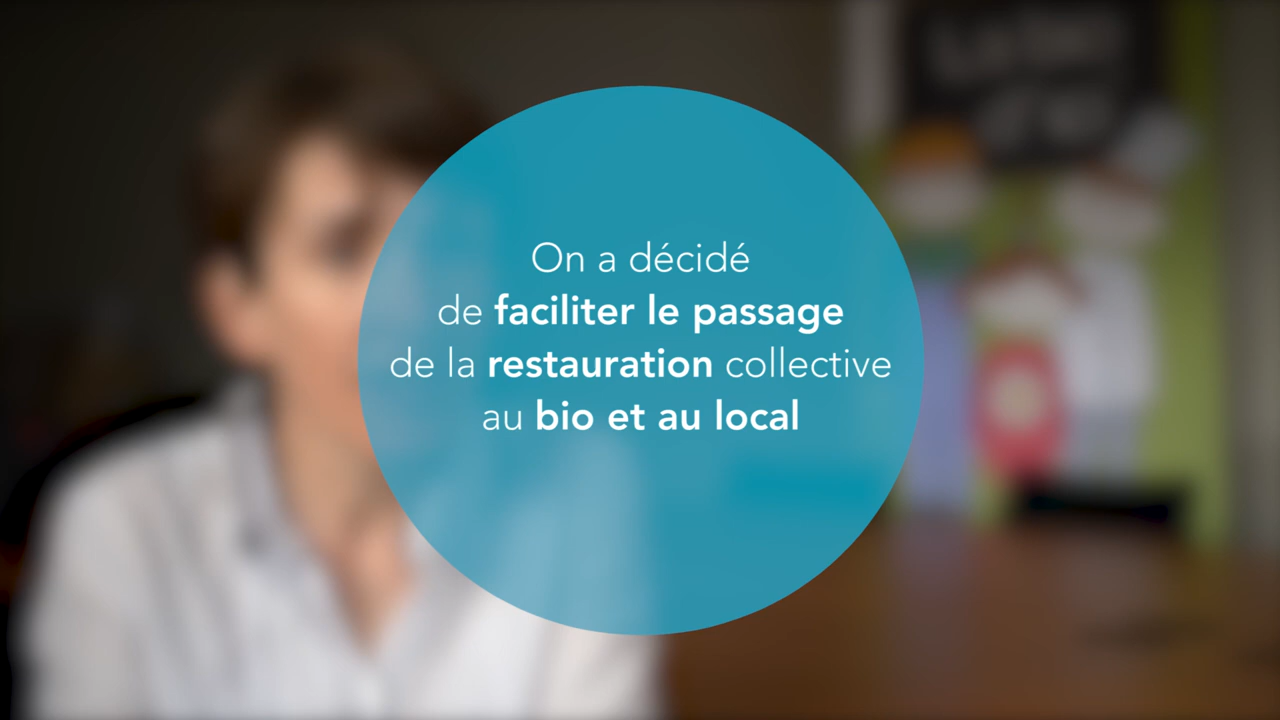 On a décidé
de faciliter le passage
de la restauration collective
au bio et au local